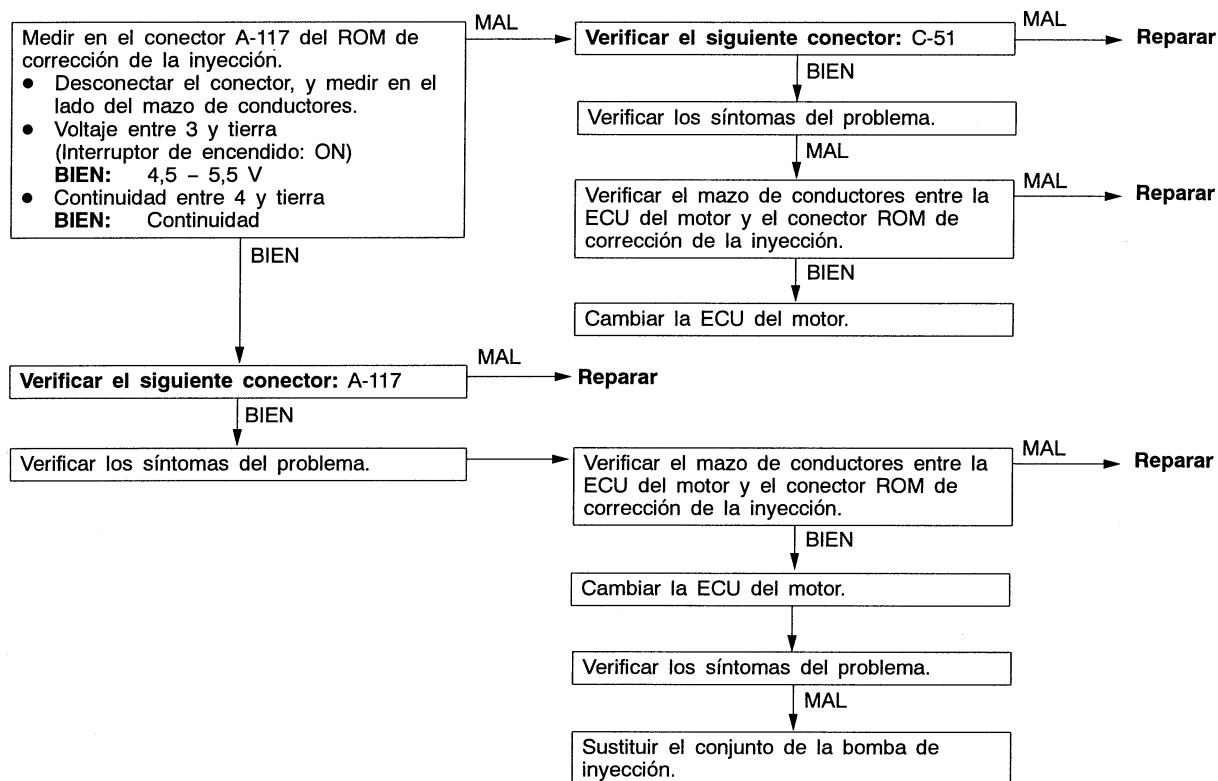 Medir en el conector A-117 del ROM de
corrección de la inyección.
● Desconectar el conector, y medir en el
lado del mazo de conductores.
● Voltaje entre 3 y tierra
(Interruptor de encendido: ON)
BIEN: 4,5 – 5,5 V
● Continuidad entre 4 y tierra
BIEN: Continuidad
MAL
Verificar el siguiente conector: C-51
MAL
Reparar
BIEN
Verificar los síntomas del problema.
MAL
Verificar el mazo de conductores entre la
ECU del motor y el conector ROM de
corrección de la inyección.
MAL
Reparar
BIEN
Cambiar la ECU del motor.
BIEN
Verificar el siguiente conector: A-117
MAL
Reparar
BIEN
Verificar los síntomas del problema.
Verificar el mazo de conductores entre la
ECU del motor y el conector ROM de
corrección de la inyección.
MAL
Reparar
BIEN
Cambiar la ECU del motor.
Verificar los síntomas del problema.
MAL
Sustituir el conjunto de la bomba de
inyección.